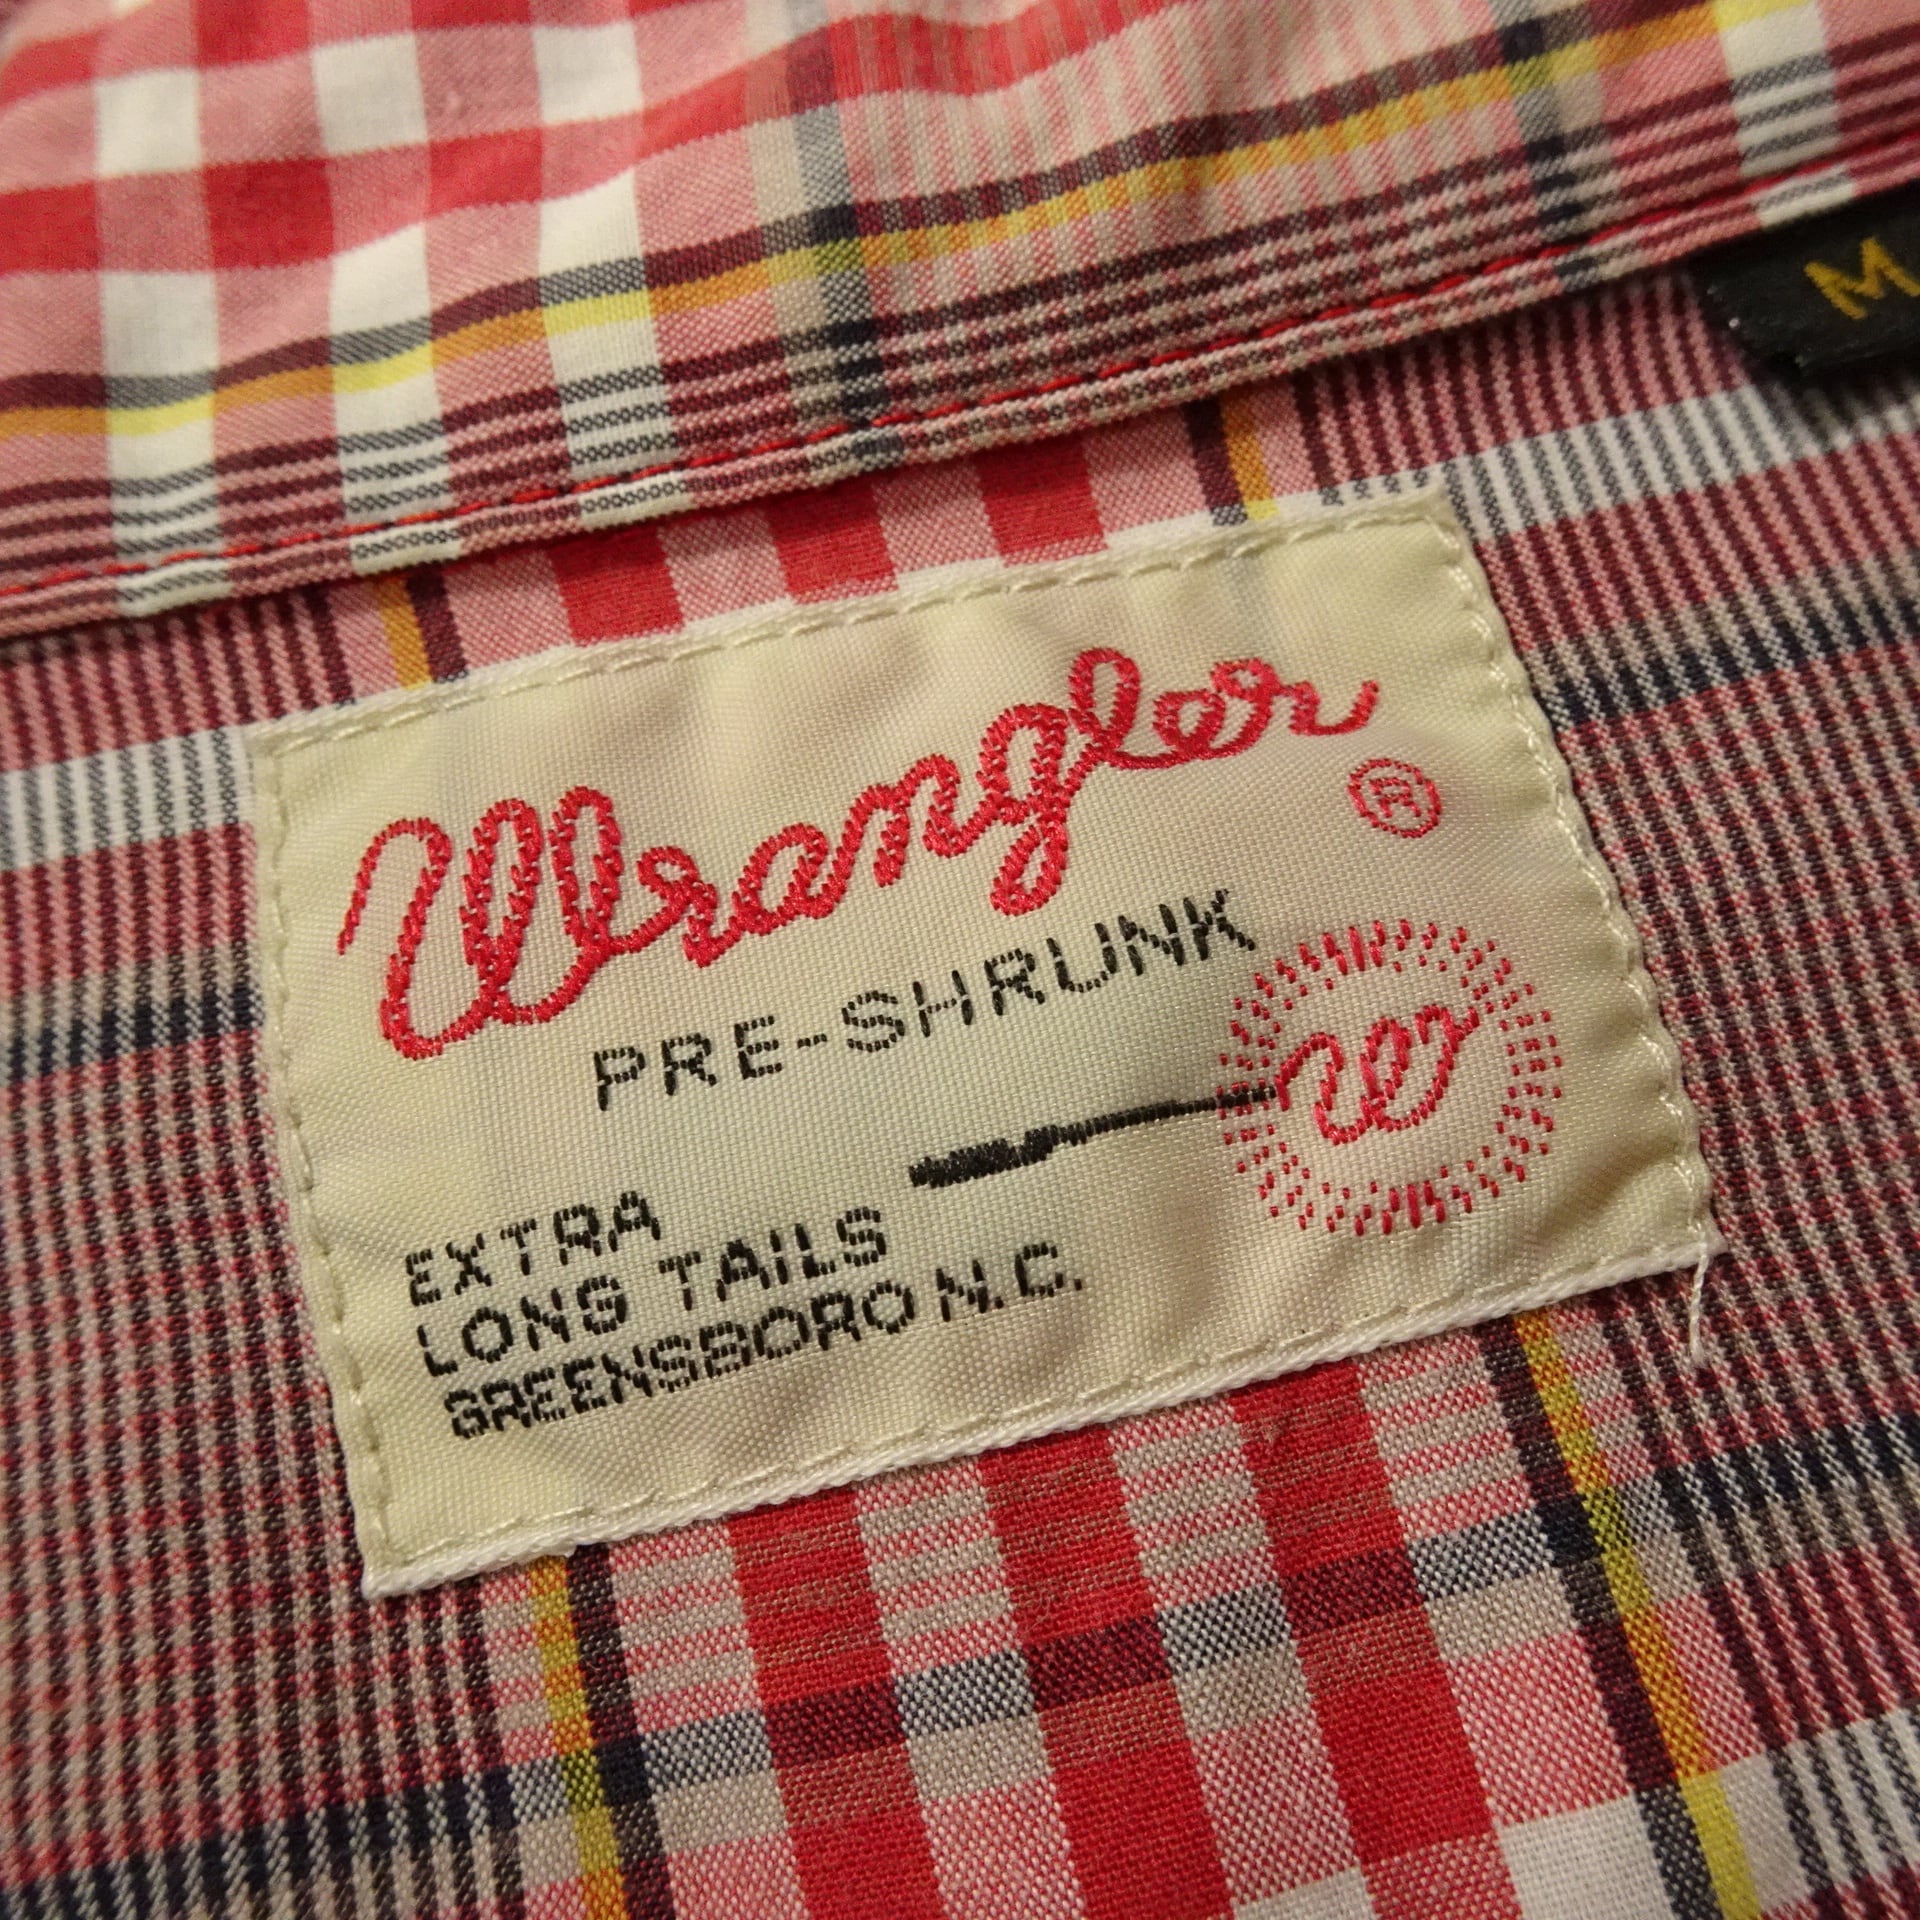 M
Wrangler ®
PRE-SHRUNK
W
EXTRA
LONG TAILS
GREENSBORO N.C.